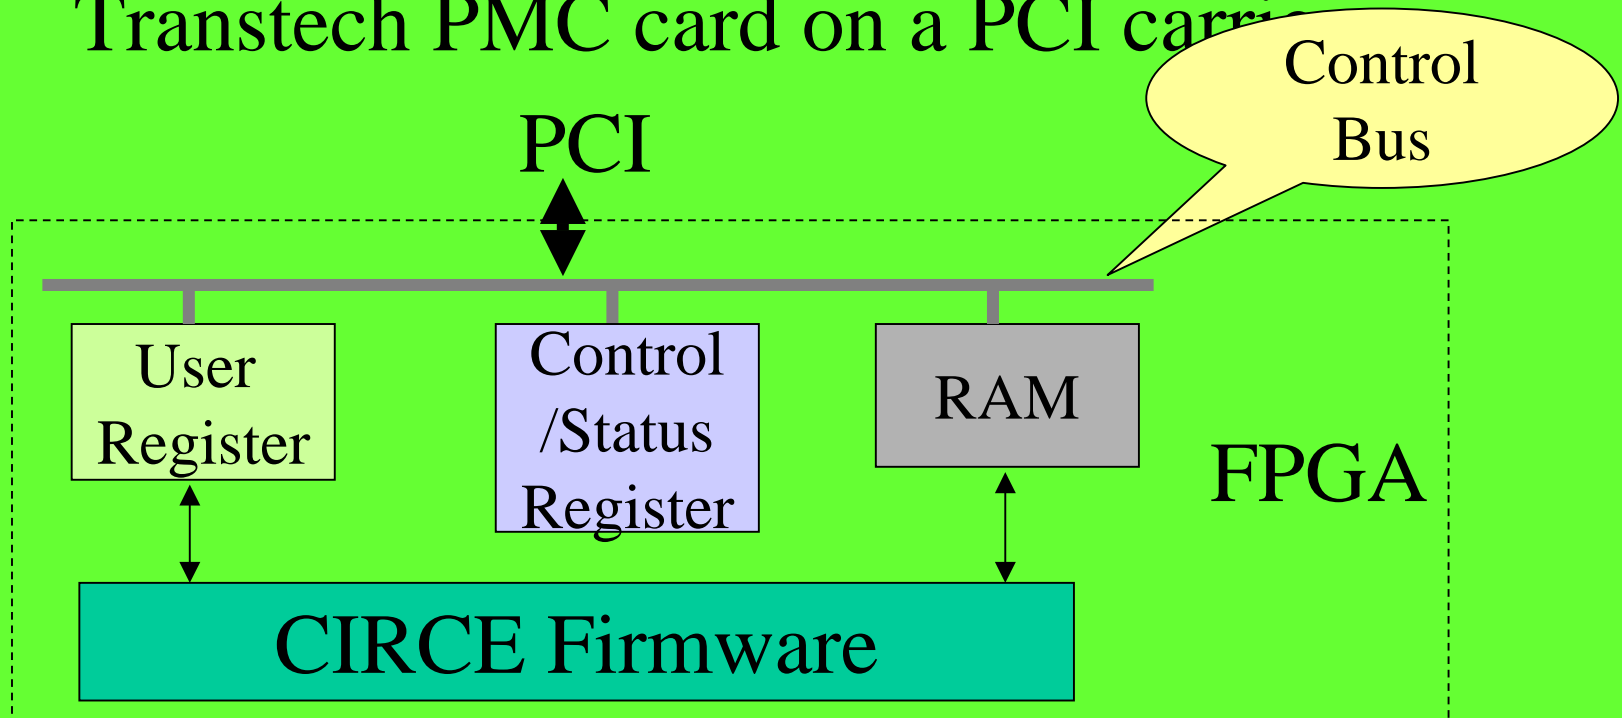 Transtech PMC card on a PCI
Control
Bus
PCI
User
Register
Control
/Status
Register
RAM
FPGA
CIRCE Firmware